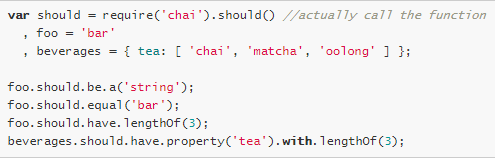 var should = require('chai').should() //actually call the function
  , foo = 'bar'
  , beverages = { tea: [ 'chai', 'matcha', 'oolong' ] };

foo.should.be.a('string');
foo.should.equal('bar');
foo.should.have.lengthOf(3);
beverages.should.have.property('tea').with.lengthOf(3);